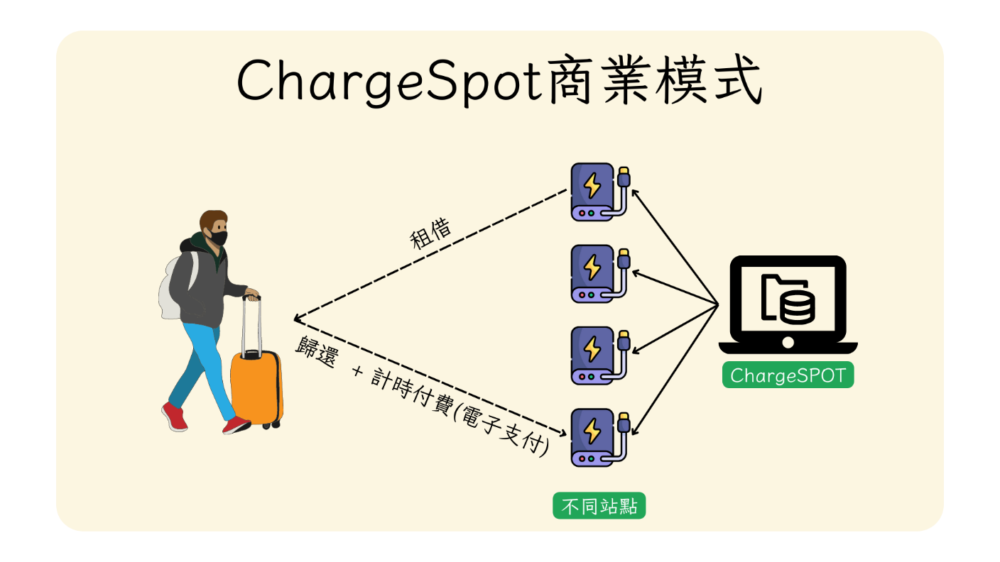 ChargeSpot商業模式
租借
歸還 + 計時付費(電子支付)
ChargeSPOT
不同站點